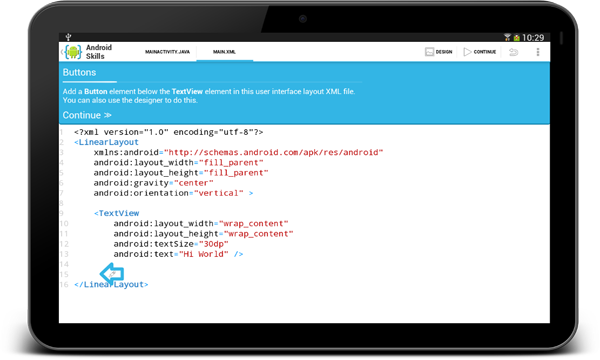 10:29
Android
Skills
MAINACTIVITY.JAVA
MAIN.XML
DESIGN
CONTINUE
Buttons
Add a Button element below the TextView element in this user interface layout XML file.
You can also use the designer to do this.
Continue ≫
1 <?xml version="1.0" encoding="utf-8"?>
2 <LinearLayout
3 xmlns:android="http://schemas.android.com/apk/res/android"
4 android:layout_width="fill_parent"
5 android:layout_height="fill_parent"
6 android:gravity="center"
7 android:orientation="vertical" >
8
9 <TextView
10 android:layout_width="wrap_content"
11 android:layout_height="wrap_content"
12 android:textSize="30dp"
13 android:text="Hi World" />
14
15
16 </LinearLayout>